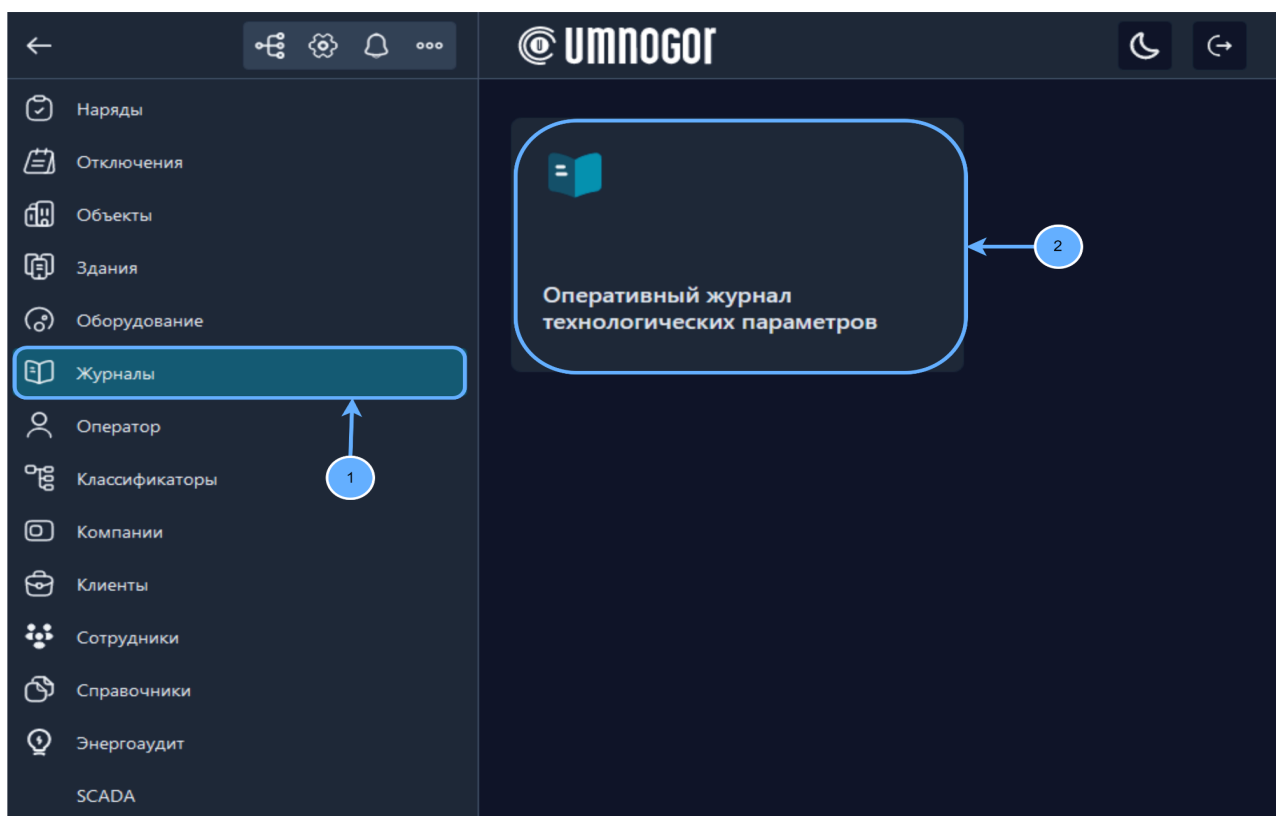 UMNOGOR
Наряды
Отключения
Объекты
Здания
Оборудование
Журналы
Оператор
Классификаторы
Компании
Клиенты
Сотрудники
Справочники
Энергоаудит
SCADA
1
Оперативный журнал
технологических параметров
2